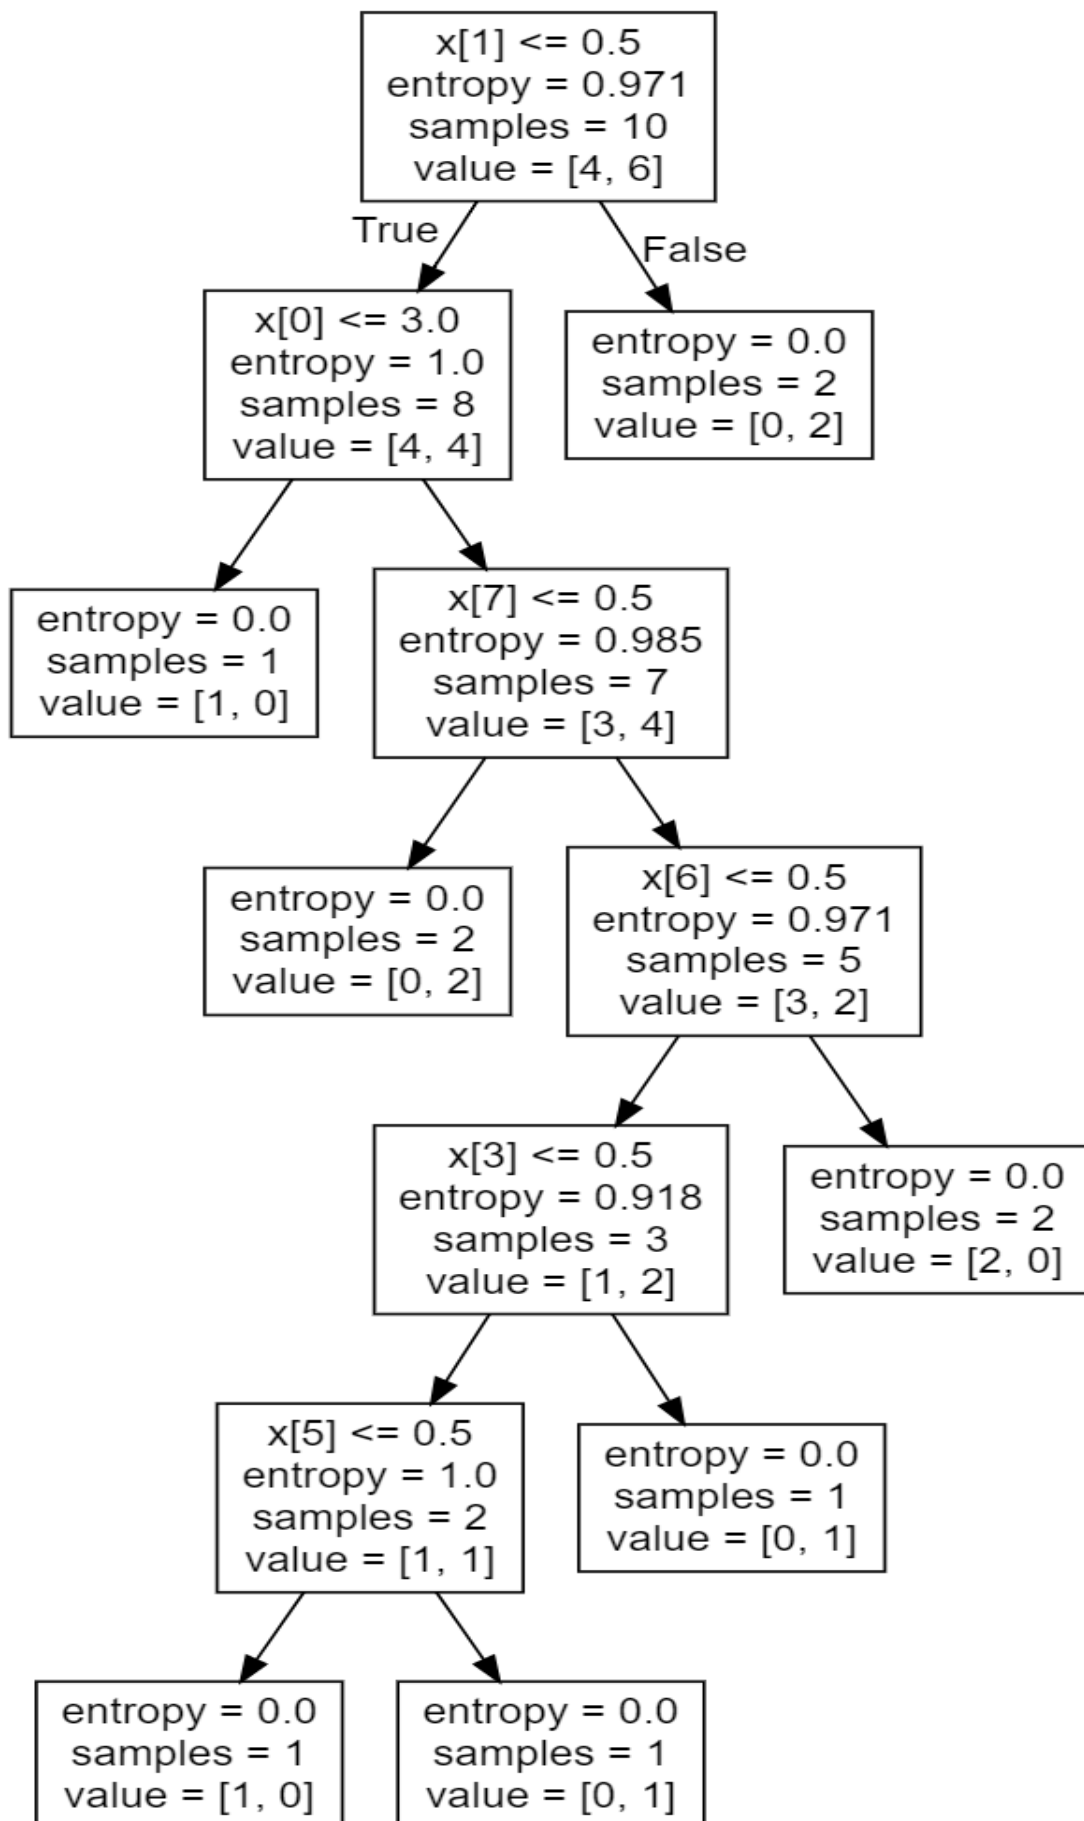 x[1] <= 0.5
entropy = 0.971
samples = 10
value = [4, 6]
True
False
x[0] <= 3.0
entropy = 1.0
samples = 8
value = [4, 4]
entropy = 0.0
samples = 2
value = [0, 2]
entropy = 0.0
samples = 1
value = [1, 0]
x[7] <= 0.5
entropy = 0.985
samples = 7
value = [3, 4]
entropy = 0.0
samples = 2
value = [0, 2]
x[6] <= 0.5
entropy = 0.971
samples = 5
value = [3, 2]
x[3] <= 0.5
entropy = 0.918
samples = 3
value = [1, 2]
entropy = 0.0
samples = 2
value = [2, 0]
x[5] <= 0.5
entropy = 1.0
samples = 2
value = [1, 1]
entropy = 0.0
samples = 1
value = [0, 1]
entropy = 0.0
samples = 1
value = [1, 0]
entropy = 0.0
samples = 1
value = [0, 1]